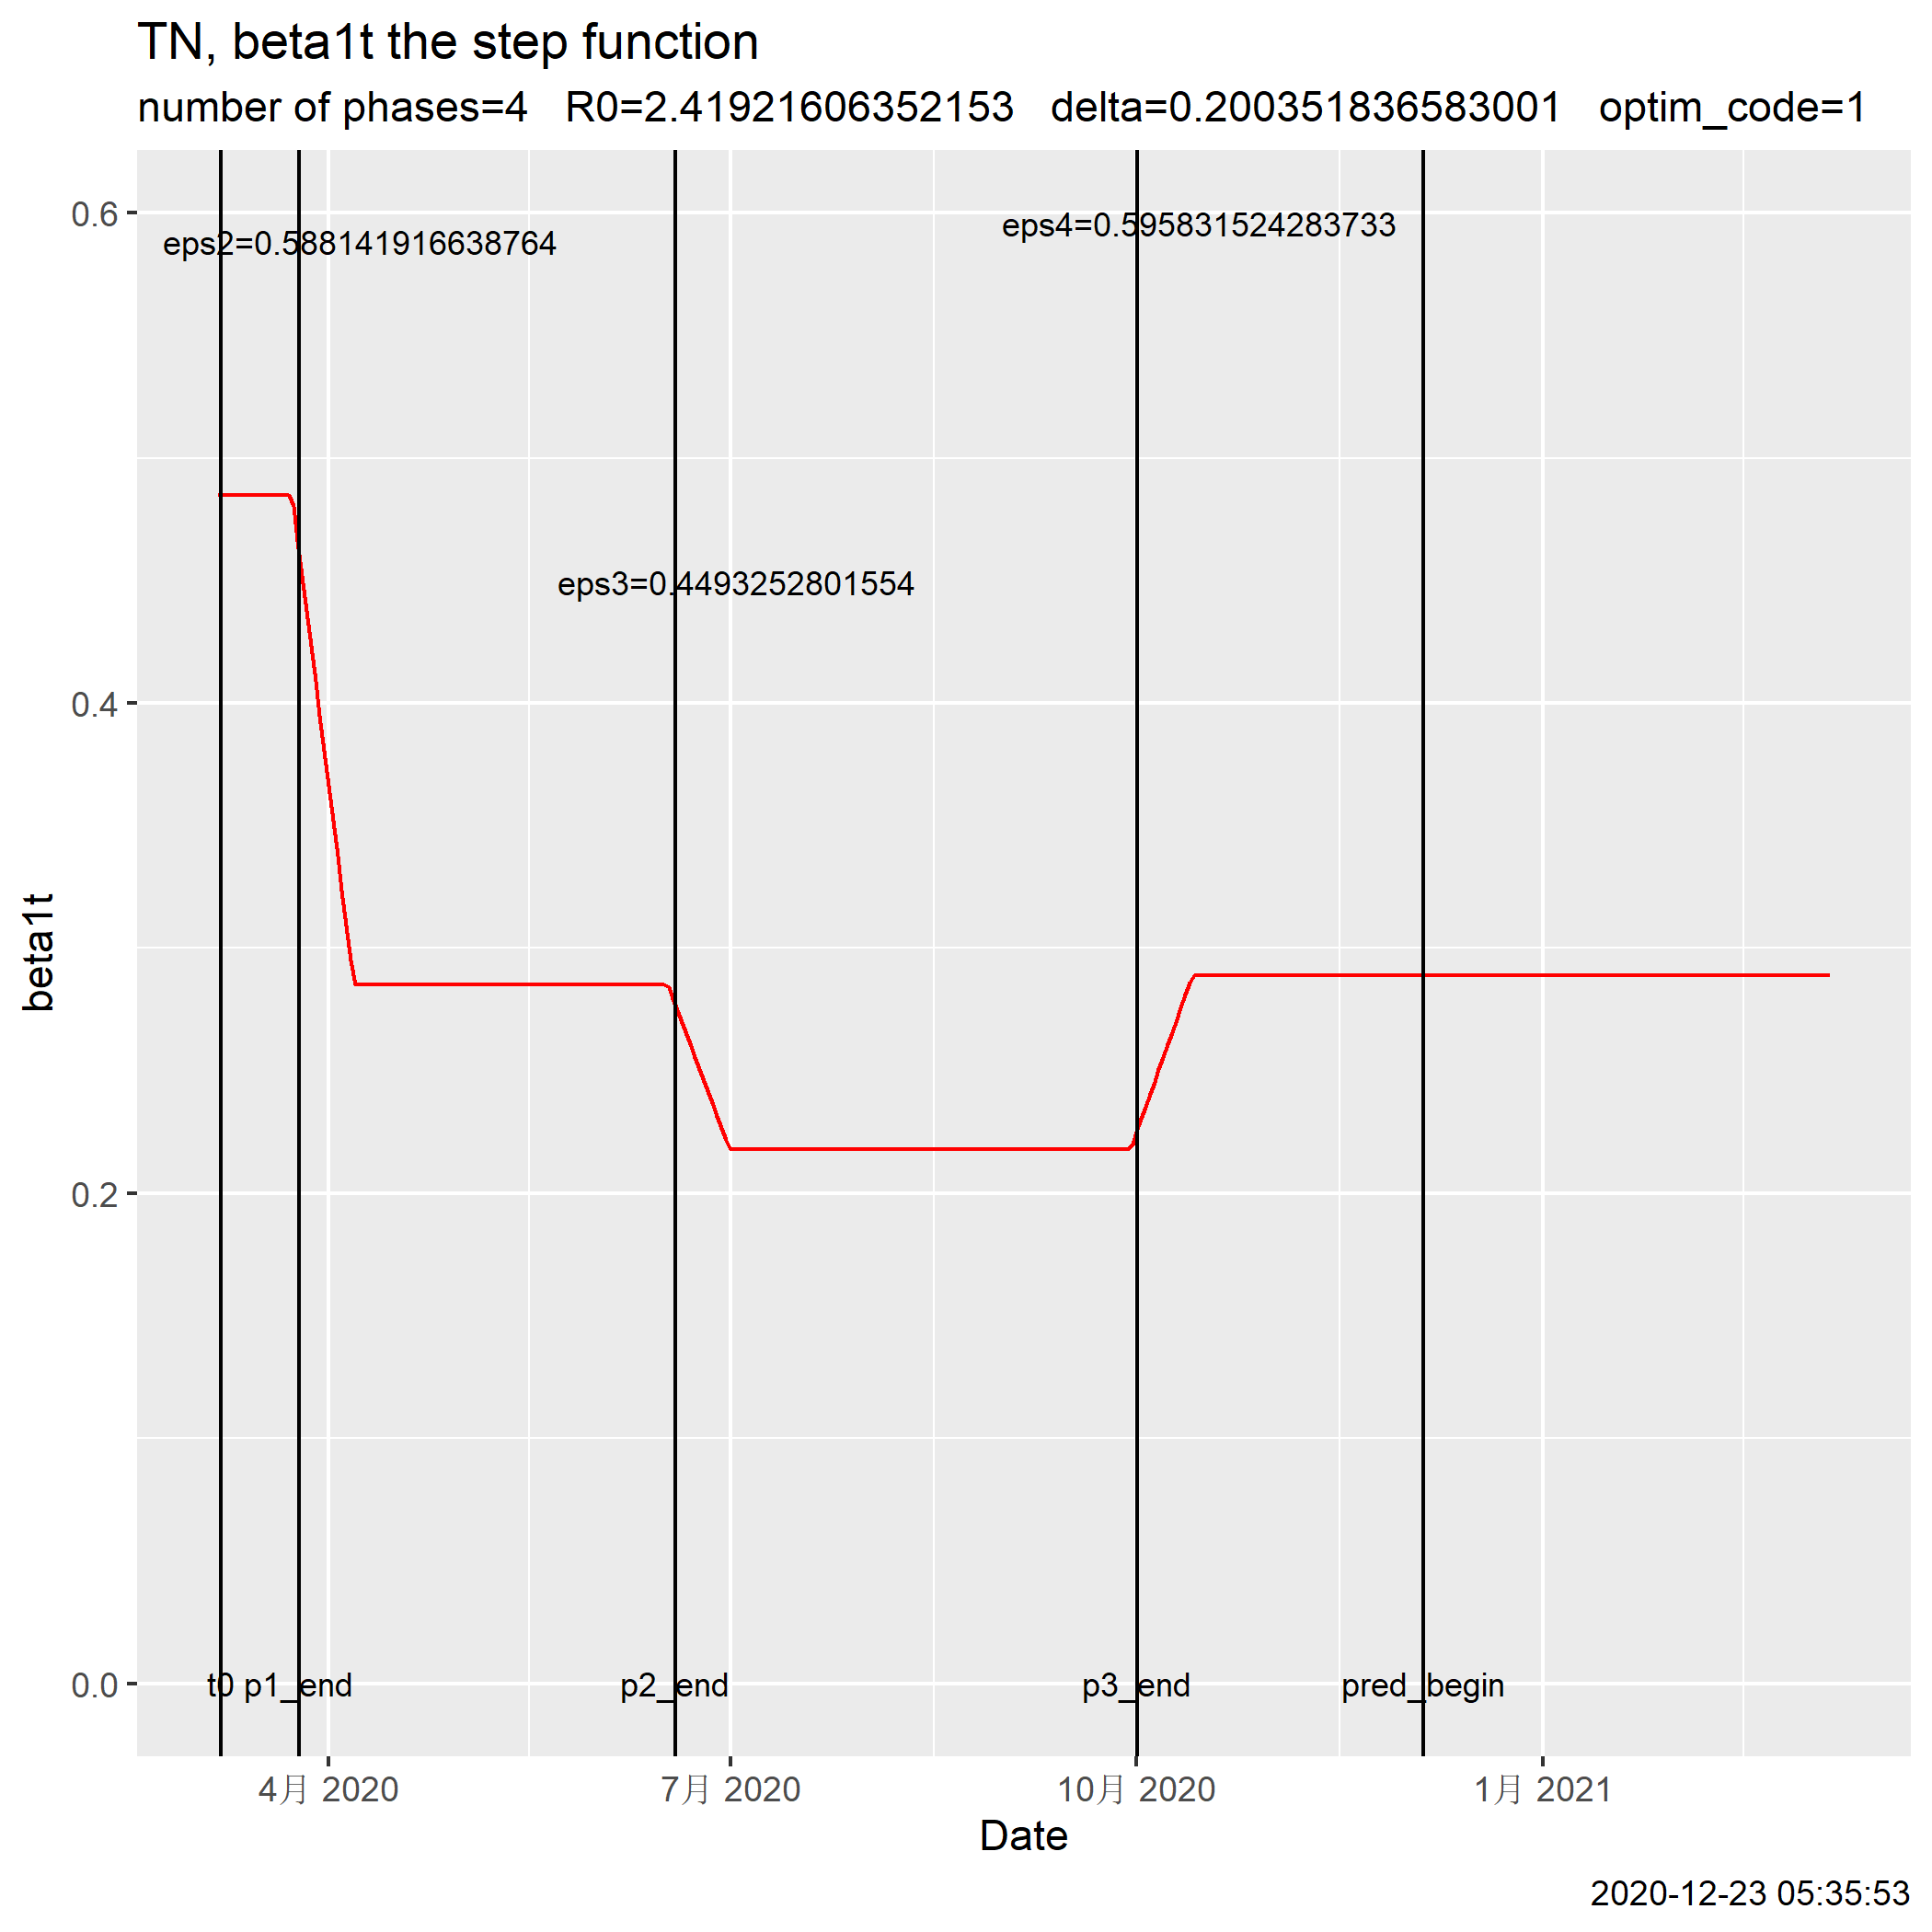 TN, beta1t the step function
number of phases=4 R0=2.41921606352153 delta=0.200351836583001 optim_code=1
0.6
eps2=0.588141916638764
eps4=0.595831524283733
eps3=0.4493252801554
0.4
beta1t
0.2
0.0
t0 p1_end p2_end p3_end pred_begin
4月 2020 7月 2020 10月 2020 1月 2021
Date
2020-12-23 05:35:53